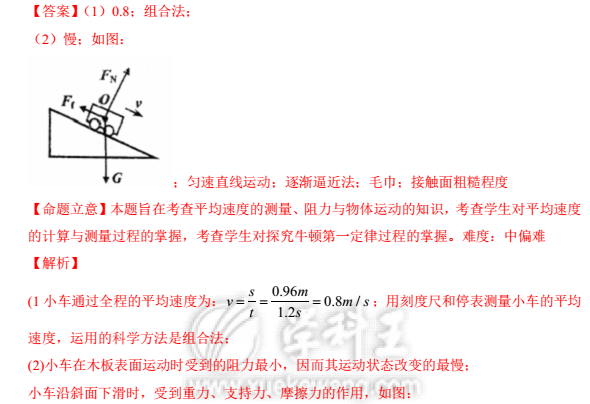 【答案】（1）0.8；组合法；
（2）慢；如图：
F_N
F_f
O
v
G
；匀速直线运动；逐渐逼近法；毛巾；接触面粗糙程度
【命题立意】本题旨在考查平均速度的测量、阻力与物体运动的知识，考查学生对平均速度
的计算与测量过程的掌握，考查学生对探究牛顿第一定律过程的掌握。难度：中偏难
【解析】
(1 小车通过全程的平均速度为：v = s/t = 0.96m/1.2s = 0.8m / s；用刻度尺和停表测量小车的平均
速度，运用的科学方法是组合法；
(2)小车在木板表面运动时受到的阻力最小，因而其运动状态改变的最慢；
小车沿斜面下滑时，受到重力、支持力、摩擦力的作用，如图：
学科王